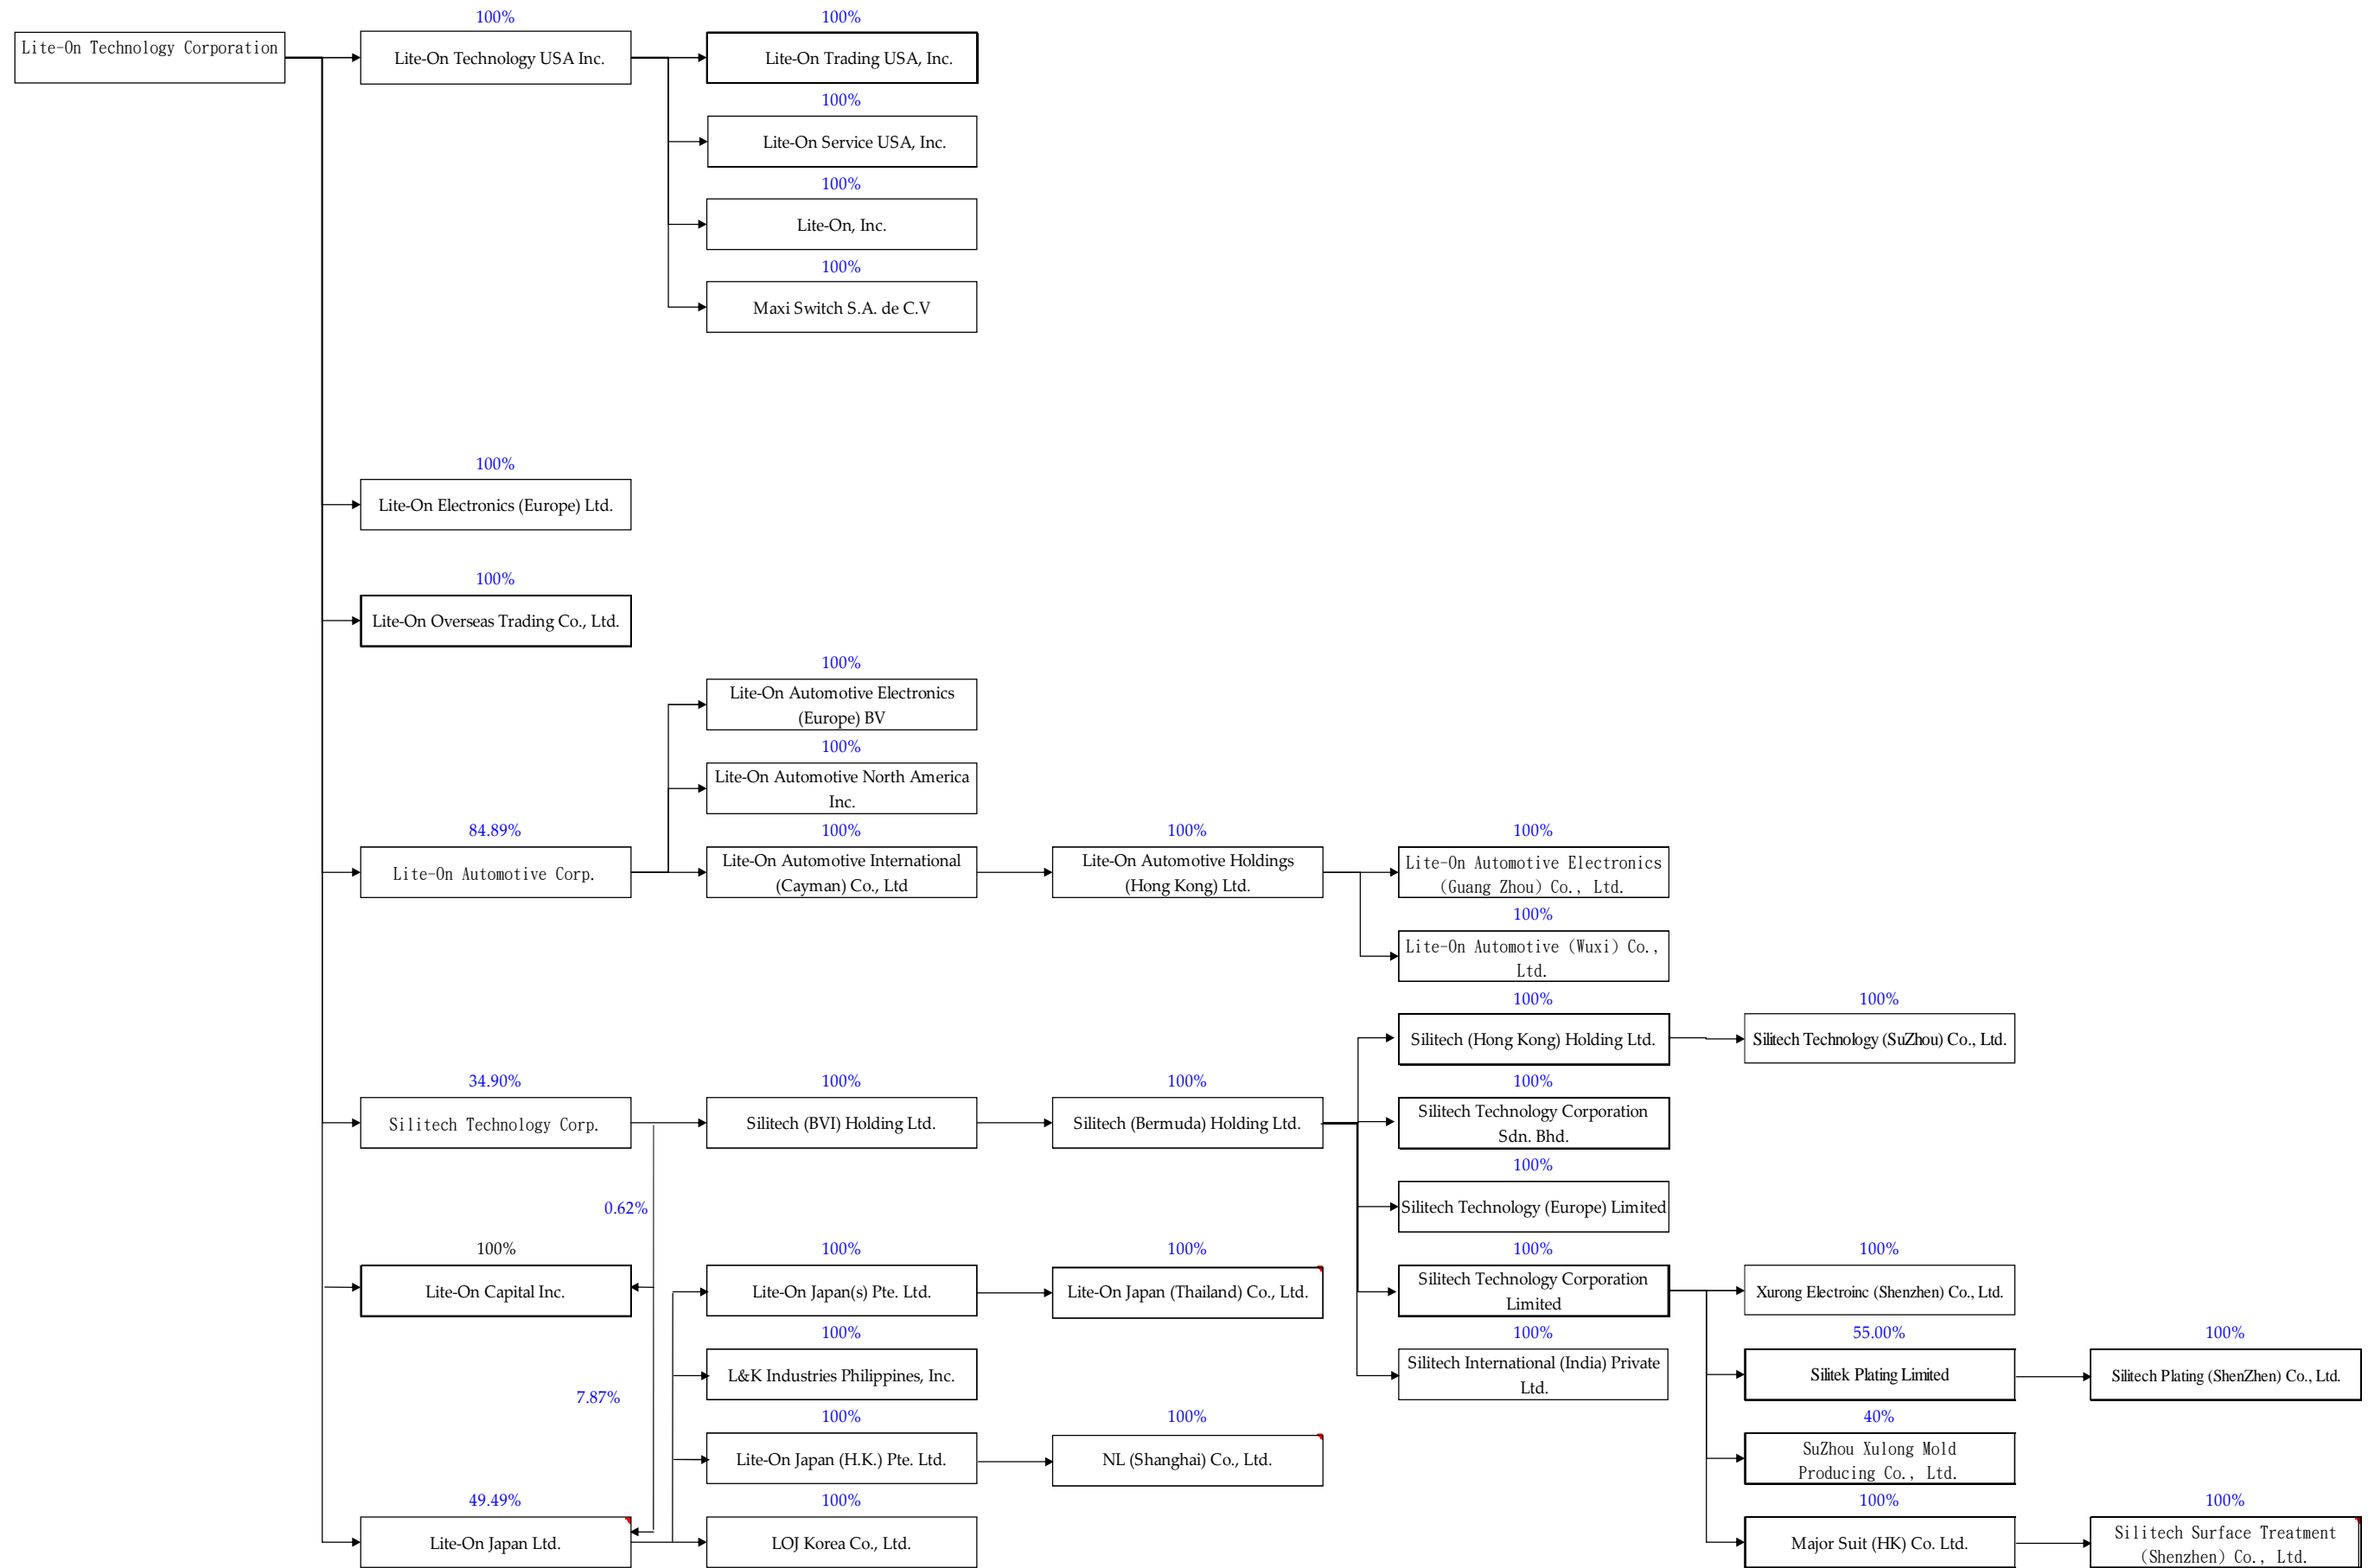 100%
100%
Lite-On Technology Corporation
Lite-On Technology USA Inc.
Lite-On Trading USA, Inc.
100%
Lite-On Service USA, Inc.
100%
Lite-On, Inc.
100%
Maxi Switch S.A. de C.V
100%
Lite-On Electronics (Europe) Ltd.
100%
Lite-On Overseas Trading Co., Ltd.
100%
Lite-On Automotive Electronics
(Europe) BV
100%
Lite-On Automotive North America
Inc.
84.89%
100%
100%
100%
Lite-On Automotive Corp.
Lite-On Automotive International
(Cayman) Co., Ltd
Lite-On Automotive Holdings
(Hong Kong) Ltd.
Lite-On Automotive Electronics
(Guang Zhou) Co., Ltd.
100%
Lite-On Automotive (Wuxi) Co.,
Ltd.
100%
100%
Silitech (Hong Kong) Holding Ltd.
Silitech Technology (SuZhou) Co., Ltd.
34.90%
100%
100%
100%
Silitech Technology Corp.
Silitech (BVI) Holding Ltd.
Silitech (Bermuda) Holding Ltd.
Silitech Technology Corporation
Sdn. Bhd.
100%
0.62%
Silitech Technology (Europe) Limited
100%
100%
100%
100%
100%
Lite-On Capital Inc.
Lite-On Japan(s) Pte. Ltd.
Lite-On Japan (Thailand) Co., Ltd.
Silitech Technology Corporation
Limited
Xurong Electroinc (Shenzhen) Co., Ltd.
100%
100%
55.00%
100%
L&K Industries Philippines, Inc.
Silitech International (India) Private
Ltd.
Silitek Plating Limited
Silitech Plating (ShenZhen) Co., Ltd.
7.87%
100%
100%
40%
Lite-On Japan (H.K.) Pte. Ltd.
NL (Shanghai) Co., Ltd.
SuZhou Xulong Mold
Producing Co., Ltd.
49.49%
100%
100%
100%
Lite-On Japan Ltd.
LOJ Korea Co., Ltd.
Major Suit (HK) Co. Ltd.
Silitech Surface Treatment
(Shenzhen) Co., Ltd.